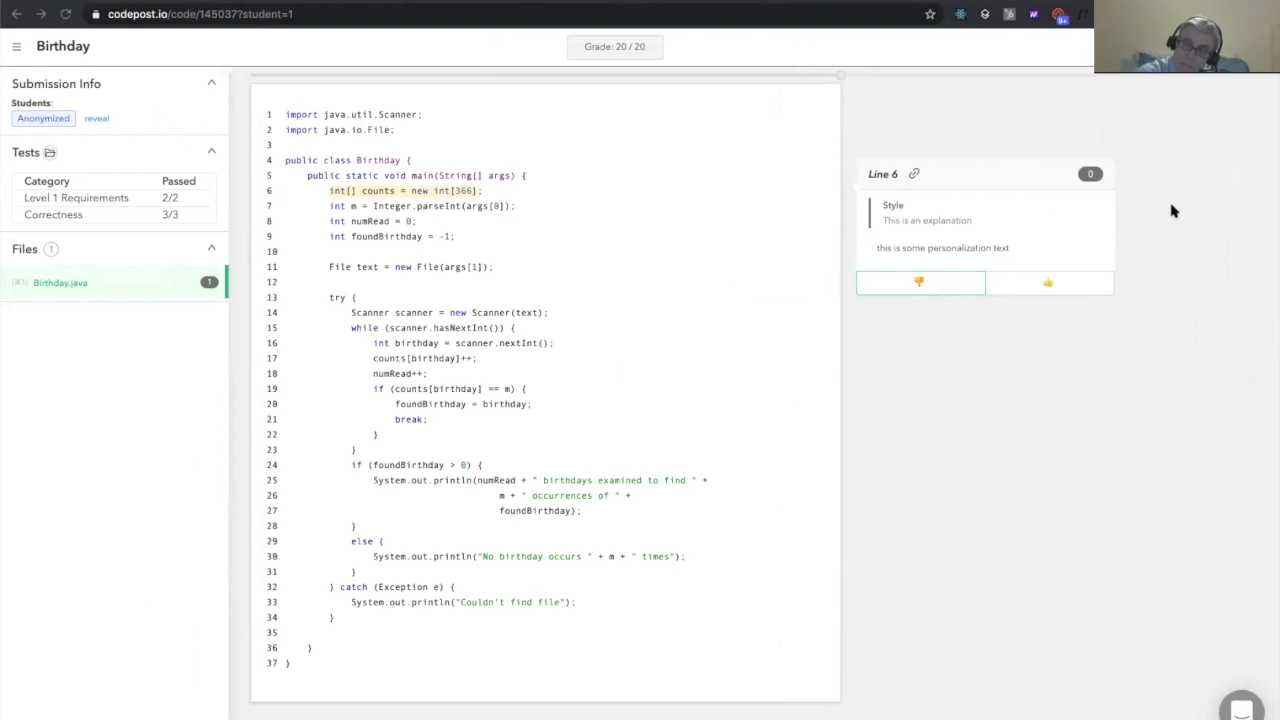 codepost.io/code/145037?student=1
9+
f?
Birthday
Grade: 20 / 20
Submission Info
Students:
Anonymized reveal
Tests
Category Passed
Level 1 Requirements 2/2
Correctness 3/3
Files 1
Birthday.java 1
1 import java.util.Scanner;
2 import java.io.File;
3
4 public class Birthday {
5 public static void main(String[] args) {
6 int[] counts = new int[366];
7 int m = Integer.parseInt(args[0]);
8 int numRead = 0;
9 int foundBirthday = -1;
10
11 File text = new File(args[1]);
12
13 try {
14 Scanner scanner = new Scanner(text);
15 while (scanner.hasNextInt()) {
16 int birthday = scanner.nextInt();
17 counts[birthday]++;
18 numRead++;
19 if (counts[birthday] == m) {
20 foundBirthday = birthday;
21 break;
22 }
23 }
24 if (foundBirthday > 0) {
25 System.out.println(numRead + " birthdays examined to find " +
26 m + " occurrences of " +
27 foundBirthday);
28 }
29 else {
30 System.out.println("No birthday occurs " + m + " times");
31 }
32 } catch (Exception e) {
33 System.out.println("Couldn't find file");
34 }
35
36 }
37 }
Line 6 0
Style
This is an explanation
this is some personalization text